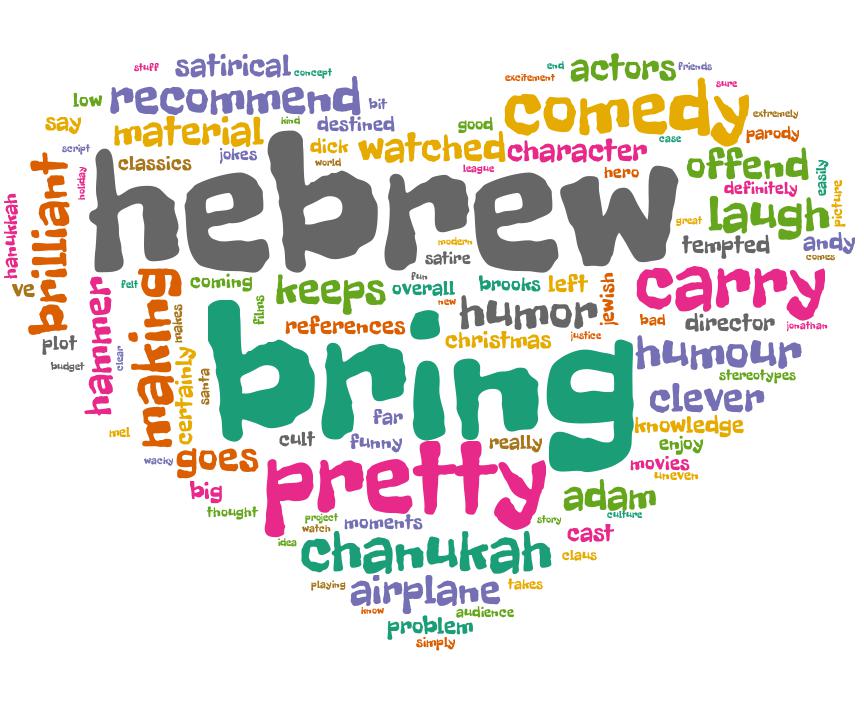 stuff
satirical
concept
end
actors
friends
excitement
sure
low
recommend
bit
comedy
extremely
say
material
kind
destined
good
case
parody
script
classics
jokes
dick
watched
character
world
league
hero
offend
easily
holiday
definitely
hebrew
brilliant
hanukkah
great
laugh
picture
modern
satire
tempted
andy
comes
ve
hammer
felt
making
coming
films
keeps
fun
overall
new
brooks
left
jewish
carry
humor
bad
director
jonathan
references
christmas
justice
plot
budget
clear
makes
certainly
santa
bring
humour
stereotypes
clever
far
cult
funny
really
knowledge
enjoy
mel
wacky
goes
pretty
movies
uneven
big
thought
project
watch
moments
story
adam
culture
cast
idea
chanukah
claus
playing
airplane
takes
know
audience
problem
simply